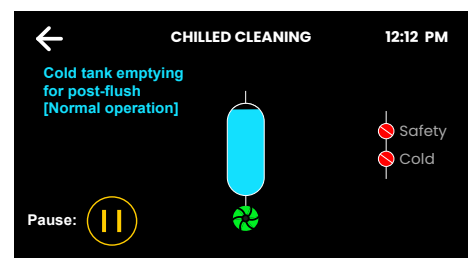 CHILLED CLEANING
12:12 PM
Cold tank emptying
for post-flush
[Normal operation]
Safety
Cold
Pause: